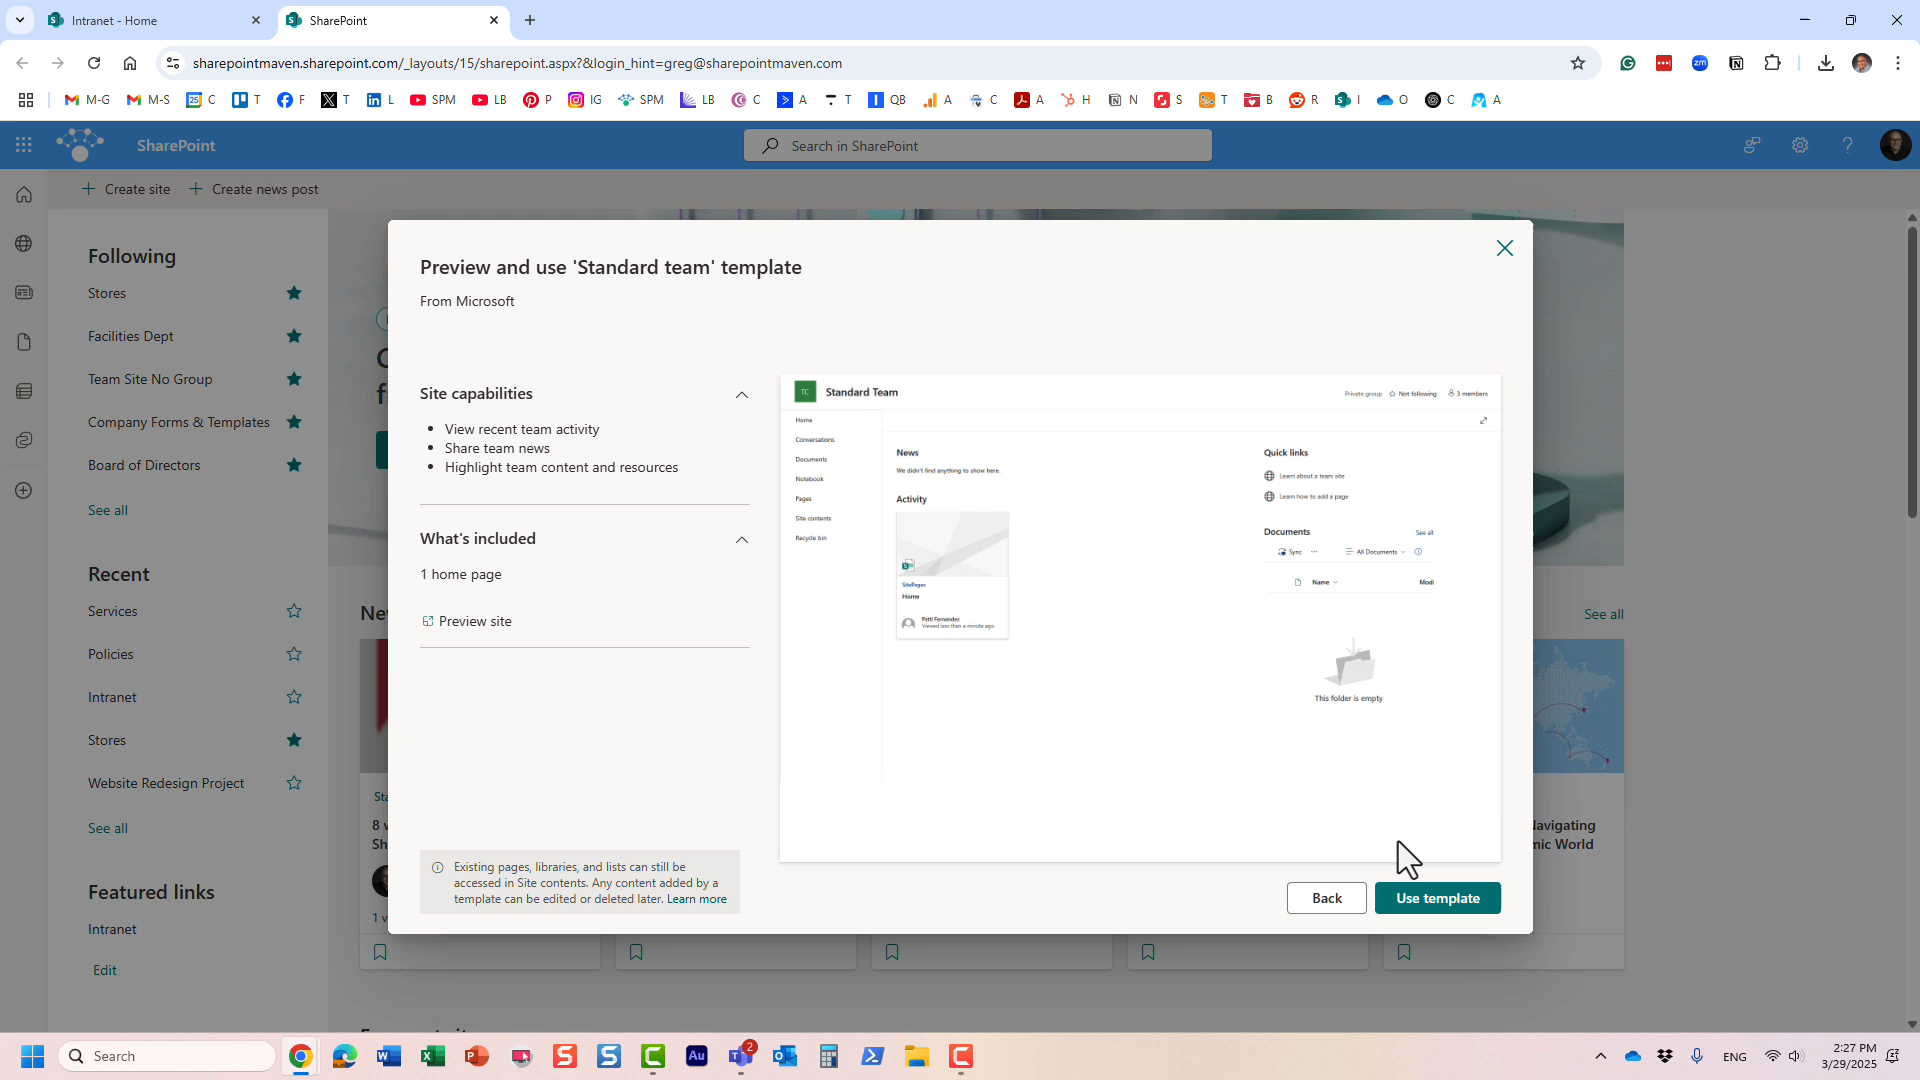 Intranet - Home
SharePoint
sharepointmaven.sharepoint.com/_layouts/15/sharepoint.aspx?&login_hint=greg@sharepointmaven.com
M-G
M-S
C
T
F
T
L
SPM
LB
P
IG
SPM
LB
C
A
T
QB
A
C
A
H
N
S
T
B
R
I
O
C
A
SharePoint
Search in SharePoint
Create site
Create news post
Following
Stores
Facilities Dept
Team Site No Group
Company Forms & Templates
Board of Directors
See all
Recent
Services
Policies
Intranet
Stores
Website Redesign Project
See all
Featured links
Intranet
Edit
See all
Preview and use 'Standard team' template
From Microsoft
Site capabilities
• View recent team activity
• Share team news
• Highlight team content and resources
What's included
1 home page
Preview site
Existing pages, libraries, and lists can still be
accessed in Site contents. Any content added by a
template can be edited or deleted later. Learn more
TC
Standard Team
Private group
Not following
3 members
Home
Conversations
Documents
Notebook
Pages
Site contents
Recycle bin
News
We didn't find anything to show here.
Activity
SitePages
Home
Patti Fernandez
Viewed less than a minute ago
Quick links
Learn about a team site
Learn how to add a page
Documents
See all
Sync
All Documents
Name
Modi
This folder is empty
Back
Use template
Search
2
ENG
2:27 PM
3/29/2025